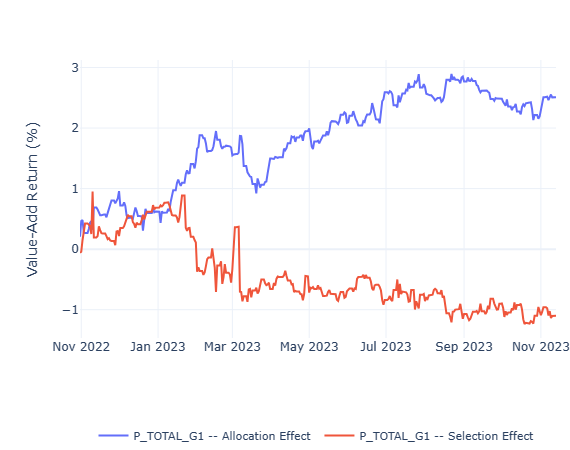 Value-Add Return (%)
3
2
1
0
−1
Nov 2022 Jan 2023 Mar 2023 May 2023 Jul 2023 Sep 2023 Nov 2023
P_TOTAL_G1 -- Allocation Effect P_TOTAL_G1 -- Selection Effect